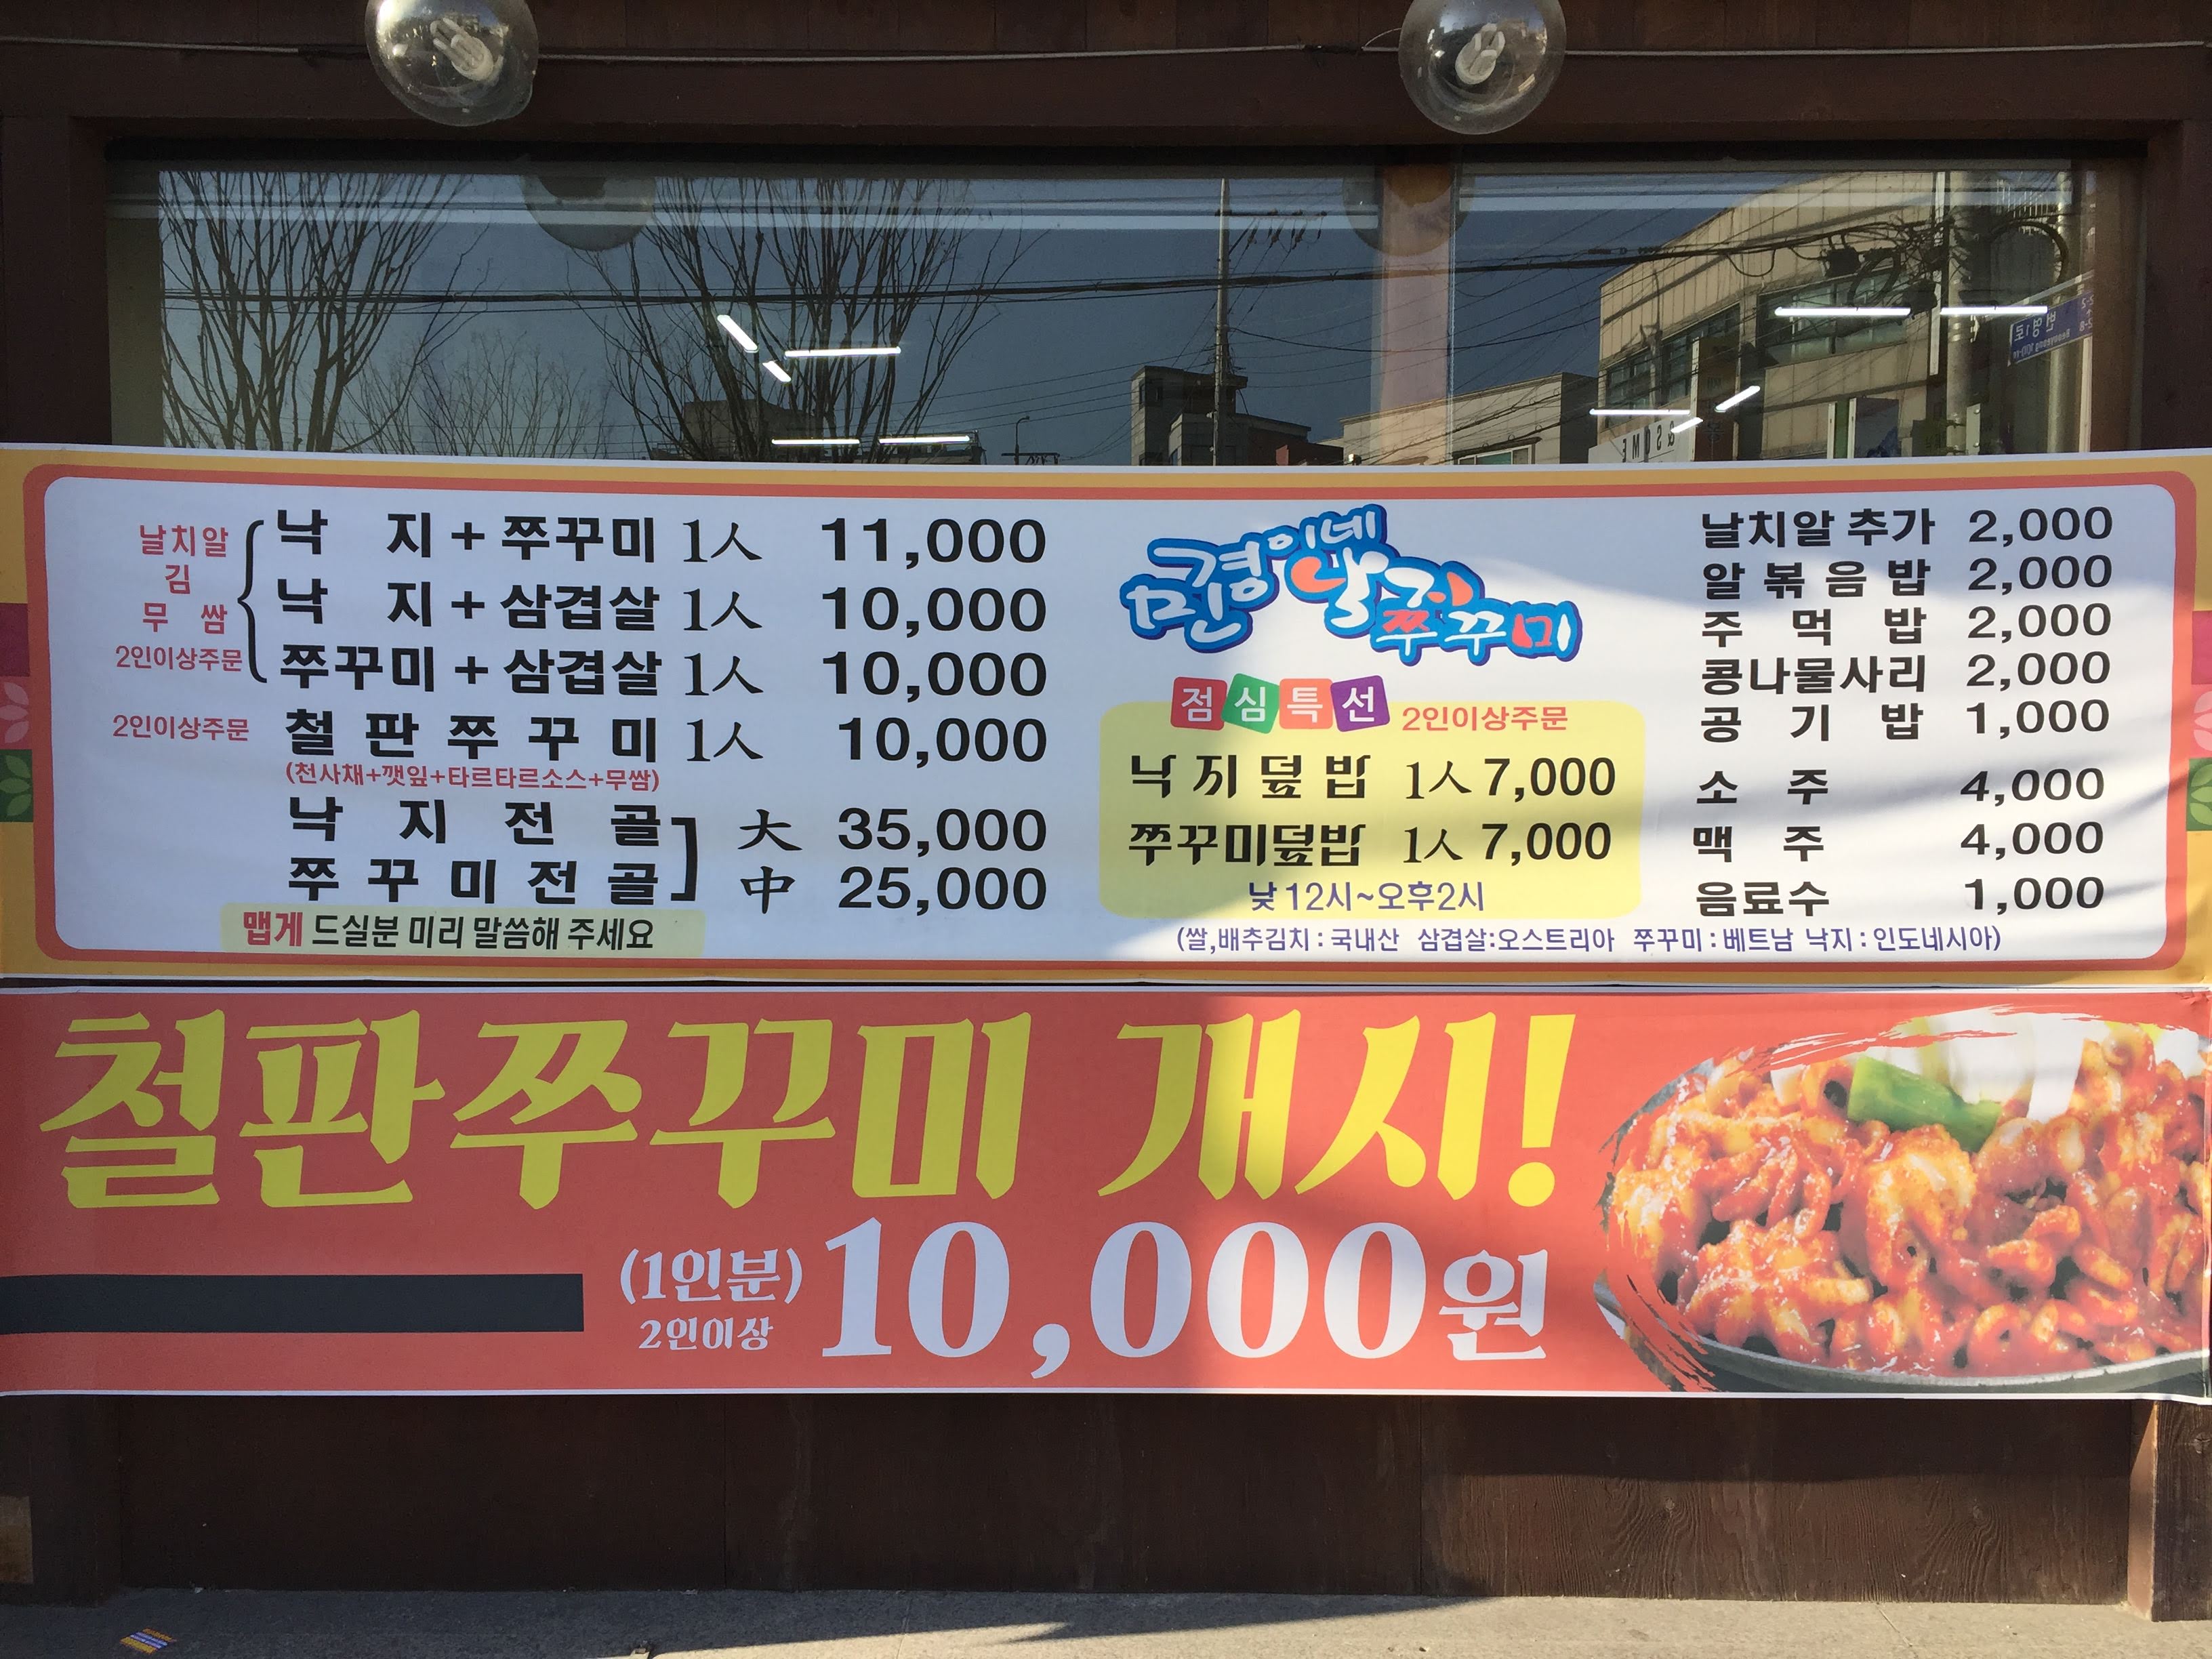 날치알
김
무 쌈
2인이상주문
낙 지+쭈꾸미 1人 11,000
낙 지+삼겹살 1人 10,000
쭈꾸미+삼겹살 1人 10,000
2인이상주문
철판쭈꾸미 1人 10,000
(천사채+깻잎+타르타르소스+무쌈)
낙지전골
쭈꾸미전골
大 35,000
中 25,000
맵게 드실분 미리 말씀해 주세요
민경이네
낙지쭈꾸미
점심특선 2인이상주문
낙지덮밥 1人 7,000
쭈꾸미덮밥 1人 7,000
낮 12시~오후2시
날치알 추가 2,000
알볶음밥 2,000
주먹밥 2,000
콩나물사리 2,000
공기밥 1,000
소주 4,000
맥주 4,000
음료수 1,000
(쌀,배추김치:국내산 삼겹살:오스트리아 쭈꾸미:베트남 낙지:인도네시아)
철판쭈꾸미 개시!
(1인분) 10,000원
2인이상